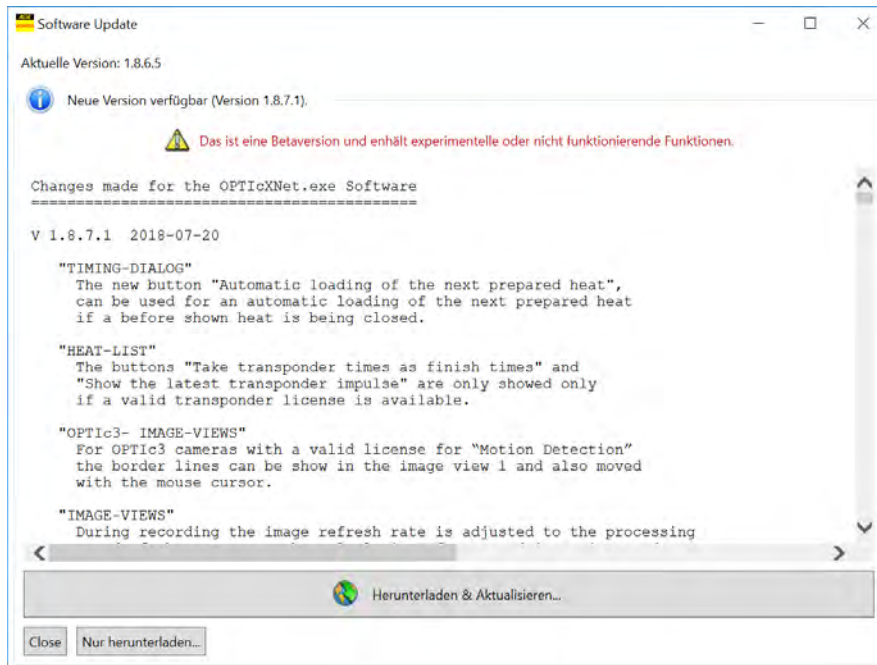 Software Update
Aktuelle Version: 1.8.6.5
Neue Version verfügbar (Version 1.8.7.1).
Das ist eine Betaversion und enhält experimentelle oder nicht funktionierende Funktionen.
Changes made for the OPTIcXNet.exe Software
===========================================
V 1.8.7.1 2018-07-20
"TIMING-DIALOG"
The new button "Automatic loading of the next prepared heat",
can be used for an automatic loading of the next prepared heat
if a before shown heat is being closed.
"HEAT-LIST"
The buttons "Take transponder times as finish times" and
"Show the latest transponder impulse" are only showed only
if a valid transponder license is available.
"OPTIc3- IMAGE-VIEWS"
For OPTIc3 cameras with a valid license for “Motion Detection”
the border lines can be show in the image view 1 and also moved
with the mouse cursor.
"IMAGE-VIEWS"
During recording the image refresh rate is adjusted to the processing
Herunterladen & Aktualisieren...
Close
Nur herunterladen...